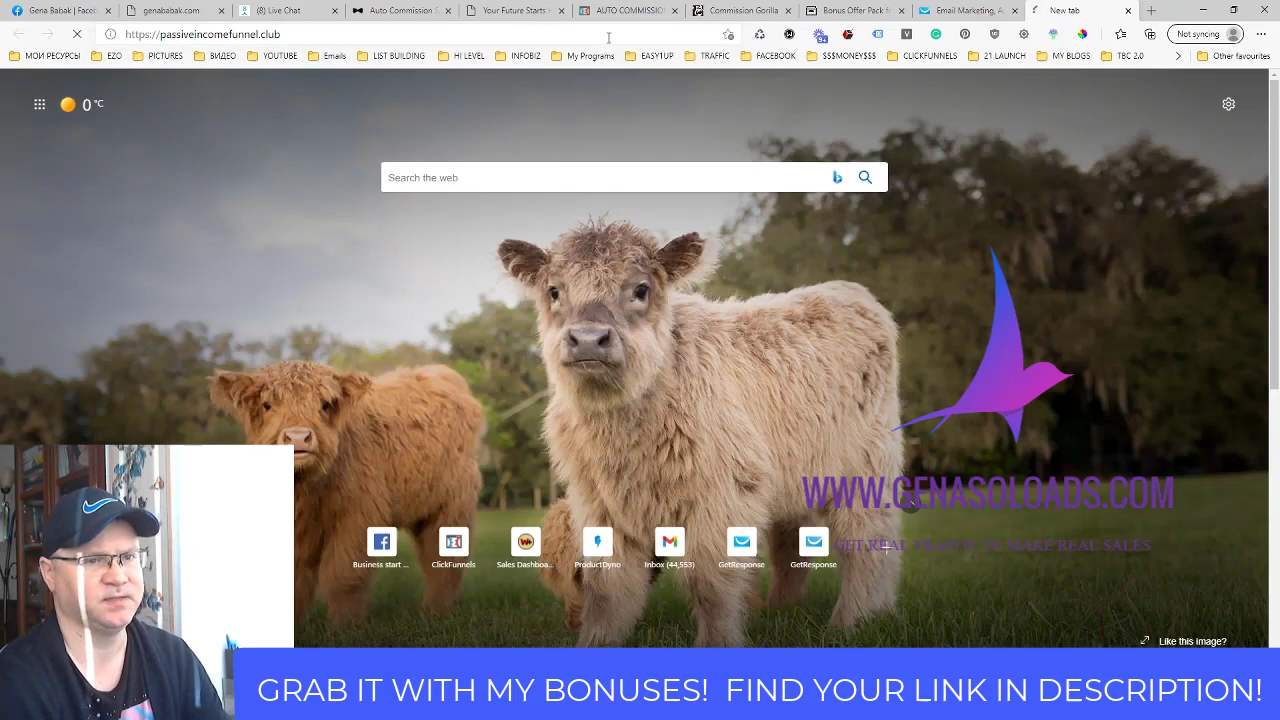 Gena Babak | Faceb
genababak.com
(8) Live Chat
Auto Commission S
Your Future Starts H
AUTO COMMISSIO
Commission Gorilla
Bonus Offer Pack f
Email Marketing, A
New tab
https://passiveincomefunnel.club
Not syncing
МОИ РЕСУРСЫ
EZC
PICTURES
ВИДЕО
YOUTUBE
Emails
LIST BUILDING
HI LEVEL
INFOBIZ
My Programs
EASY1UP
TRAFFIC
FACEBOOK
$$$MONEY$$$
CLICKFUNNELS
21 LAUNCH
MY BLOGS
TBC 2.0
Other favourites
0 °C
Search the web
WWW.GENASOLOADS.COM
GET REAL TRAFFIC TO MAKE REAL SALES
Business start ...
ClickFunnels
Sales Dashboa...
ProductDyno
Inbox (44,553)
GetResponse
GetResponse
Like this image?
GRAB IT WITH MY BONUSES! FIND YOUR LINK IN DESCRIPTION!